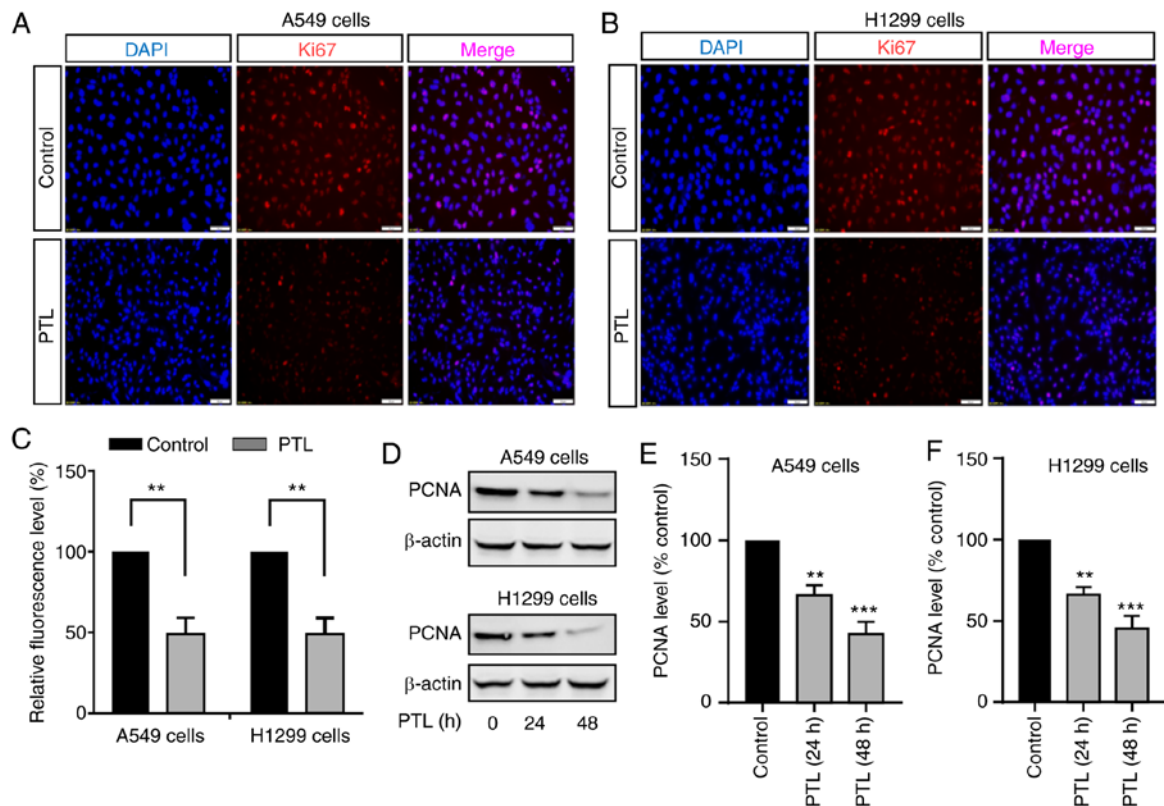 A
A549 cells
DAPI
Ki67
Merge
Control
PTL
B
H1299 cells
DAPI
Ki67
Merge
Control
PTL
C
Control
PTL
Relative fluorescence level (%)
150
100
50
0
**
**
A549 cells
H1299 cells
D
A549 cells
PCNA
β-actin
H1299 cells
PCNA
β-actin
PTL (h) 0 24 48
E
A549 cells
PCNA level (% control)
150
100
50
0
**
***
Control
PTL (24 h)
PTL (48 h)
F
H1299 cells
PCNA level (% control)
150
100
50
0
**
***
Control
PTL (24 h)
PTL (48 h)